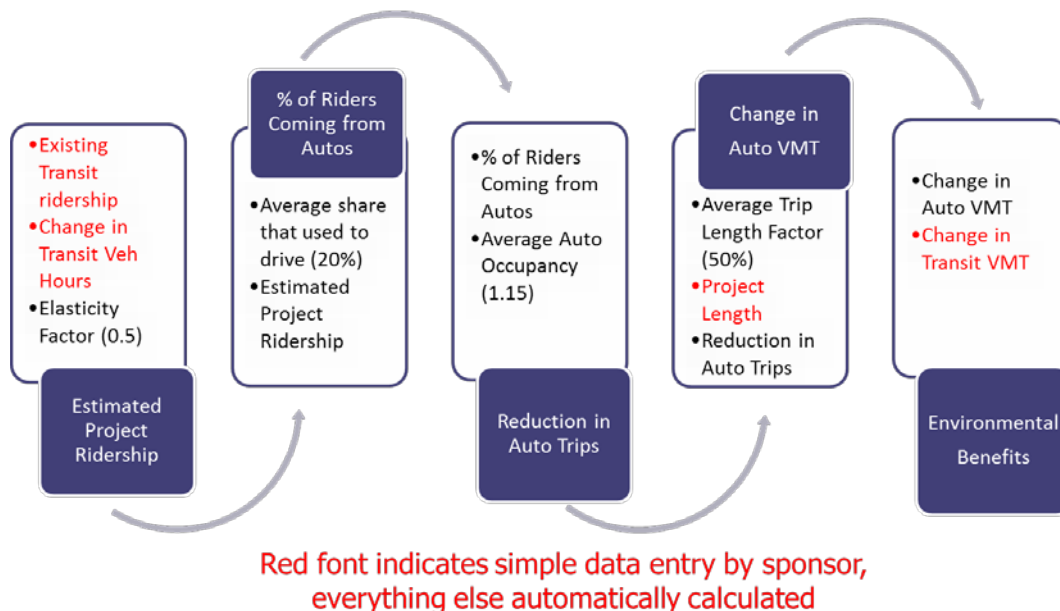 •Existing
Transit
ridership
•Change in
Transit Veh
Hours
•Elasticity
Factor (0.5)
Estimated
Project
Ridership
% of Riders
Coming from
Autos
•Average share
that used to
drive (20%)
•Estimated
Project
Ridership
•% of Riders
Coming from
Autos
•Average Auto
Occupancy
(1.15)
Reduction in
Auto Trips
Change in
Auto VMT
•Average Trip
Length Factor
(50%)
•Project
Length
•Reduction in
Auto Trips
•Change in
Auto VMT
•Change in
Transit VMT
Environmental
Benefits
Red font indicates simple data entry by sponsor,
everything else automatically calculated